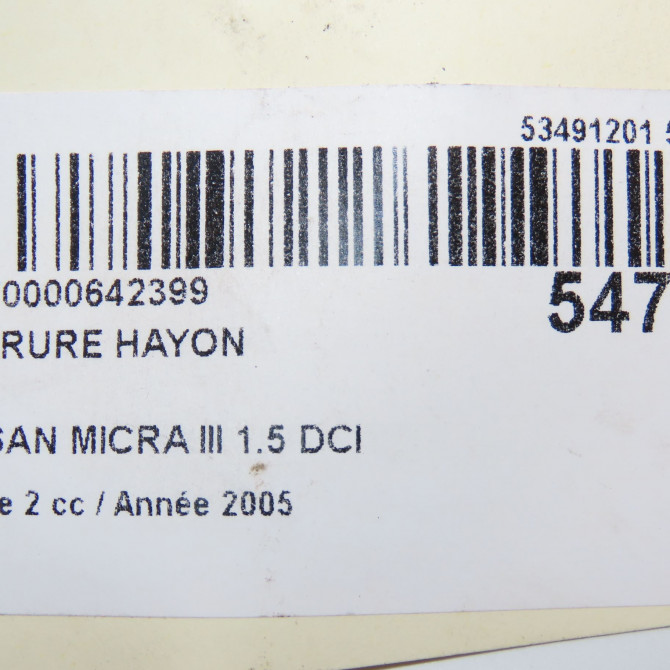 53491201 5
0000642399
547
RURE HAYON
SAN MICRA III 1.5 DCI
e 2 cc / Année 2005